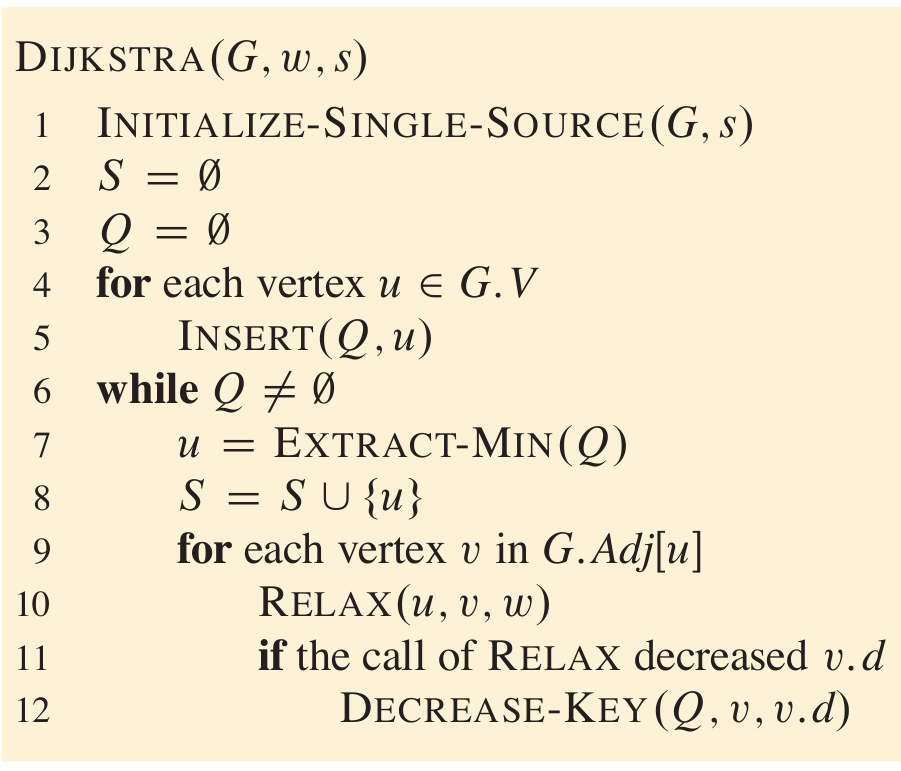 DIJKSTRA(G, w, s)
1 INITIALIZE-SINGLE-SOURCE(G, s)
2 S = ∅
3 Q = ∅
4 for each vertex u ∈ G.V
5 INSERT(Q, u)
6 while Q ≠ ∅
7 u = EXTRACT-MIN(Q)
8 S = S ∪ {u}
9 for each vertex v in G.Adj[u]
10 RELAX(u, v, w)
11 if the call of RELAX decreased v.d
12 DECREASE-KEY(Q, v, v.d)